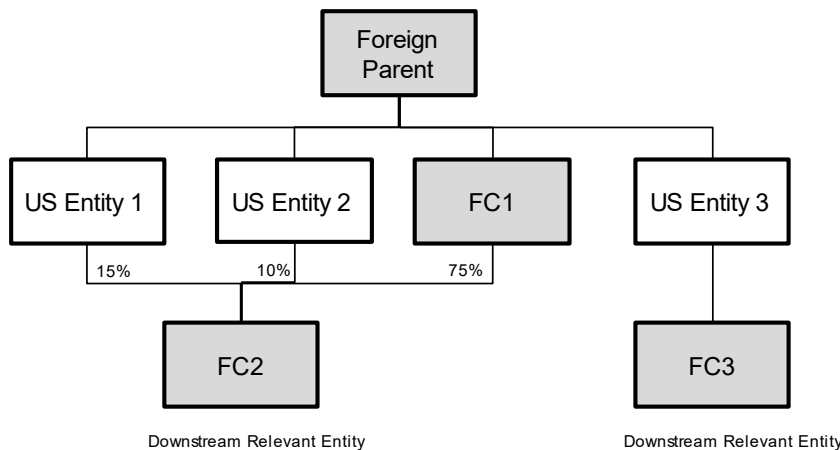 Foreign
Parent
US Entity 1
US Entity 2
FC1
US Entity 3
15%
10%
75%
FC2
FC3
Downstream Relevant Entity
Downstream Relevant Entity